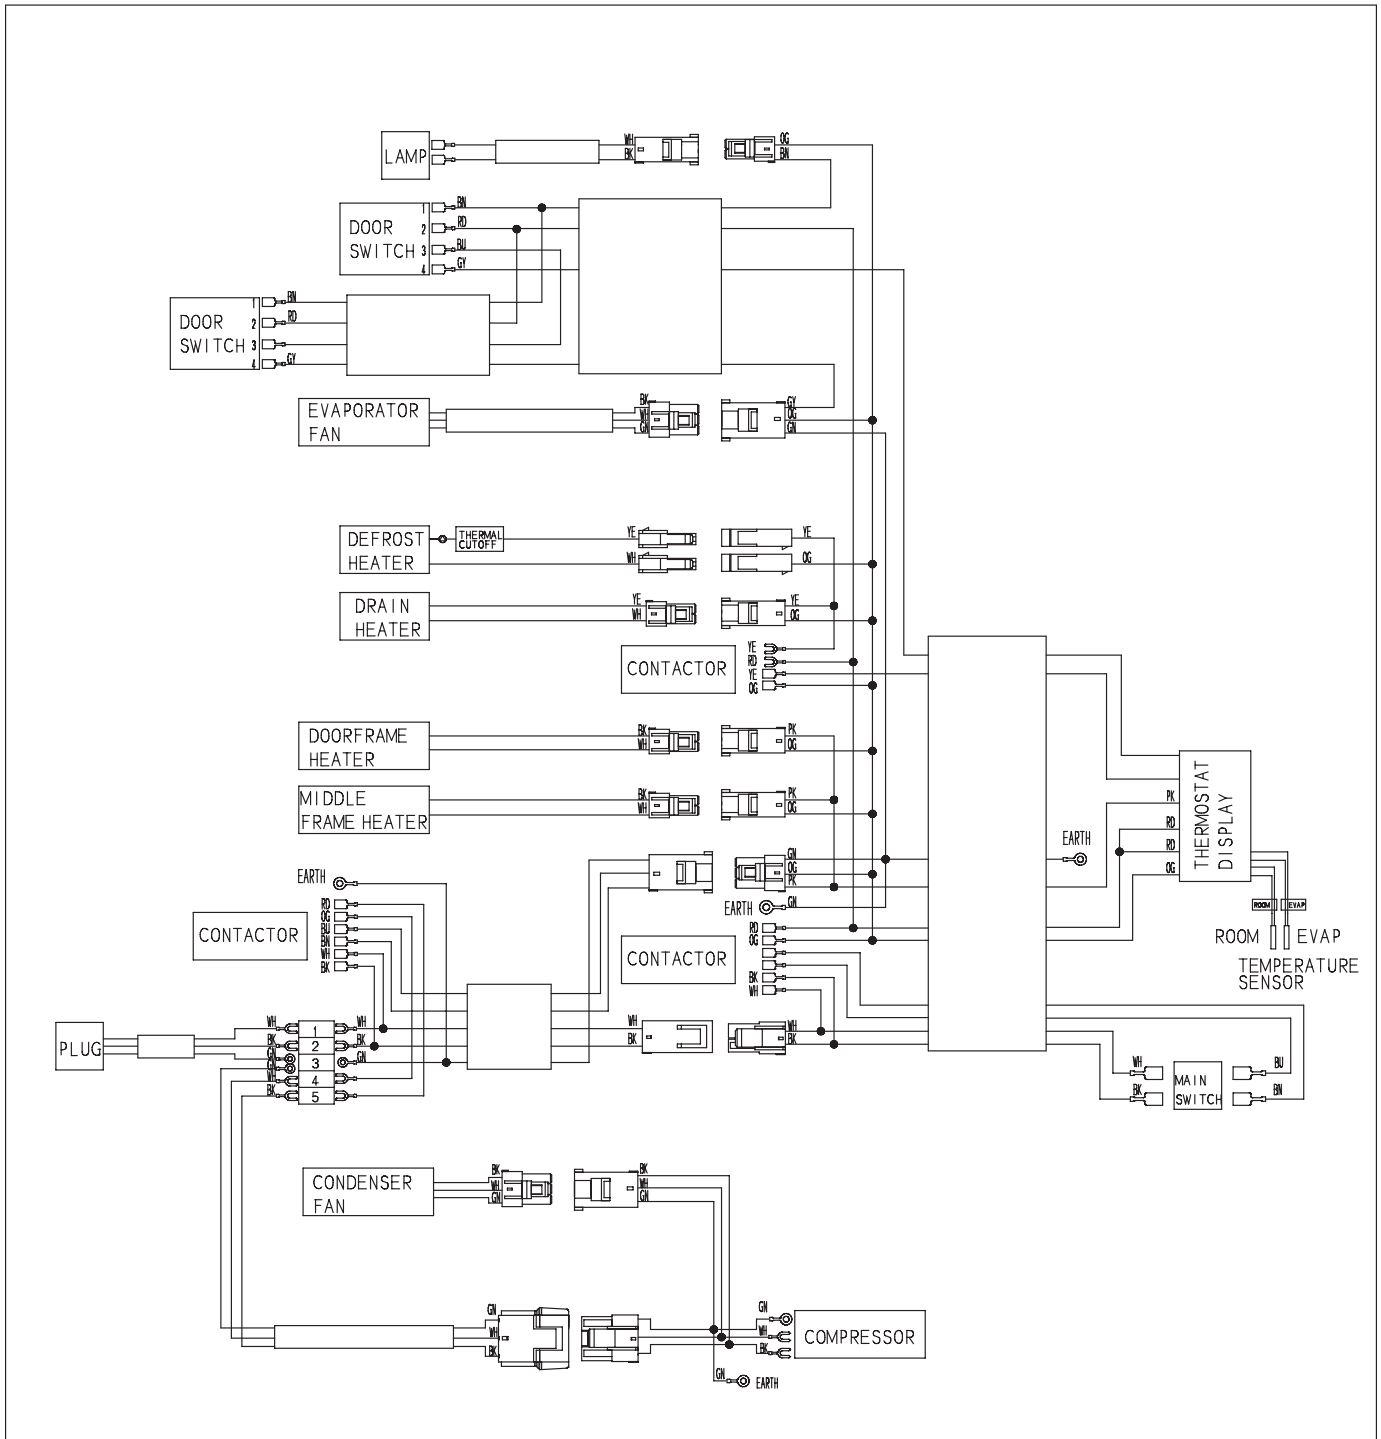 LAMP
WH
BK
OG
BN
DOOR
SWITCH
1
2
3
4
BN
RD
BU
GY
DOOR
SWITCH
1
2
3
4
BN
RD
GY
EVAPORATOR
FAN
BK
WH
GN
GY
OG
GN
DEFROST
HEATER
THERMAL
CUTOFF
YE
WH
YE
OG
DRAIN
HEATER
YE
WH
YE
OG
CONTACTOR
YE
RD
YE
OG
DOORFRAME
HEATER
BK
WH
PK
OG
MIDDLE
FRAME HEATER
BK
WH
PK
OG
THERMOSTAT
DISPLAY
PK
RD
RD
OG
EARTH
GN
OG
PK
EARTH
GN
EARTH
ROOM
EVAP
ROOM
EVAP
TEMPERATURE
SENSOR
CONTACTOR
RD
OG
BU
BN
WH
BK
CONTACTOR
RD
OG
BK
WH
PLUG
WH
BK
GN
GN
WH
BK
1
2
3
4
5
WH
BK
GN
WH
BK
WH
BK
WH
BK
MAIN
SWITCH
BU
BN
CONDENSER
FAN
BK
WH
GN
BK
WH
GN
GN
WH
BK
GN
WH
BK
COMPRESSOR
GN
EARTH